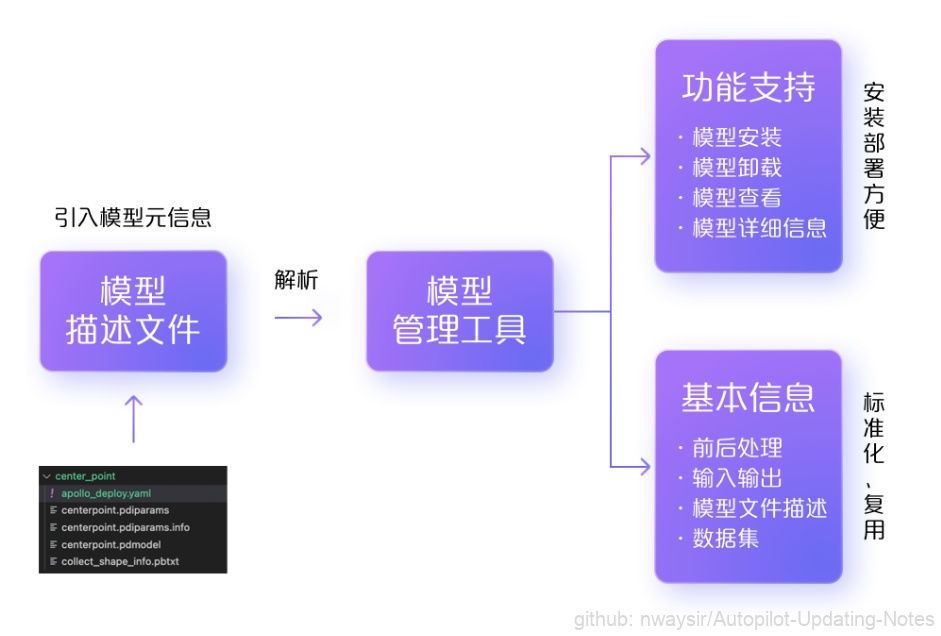 引入模型元信息
模型
描述文件
center_point
! apollo_deploy.yaml
centerpoint.pdiparams
centerpoint.pdiparams.info
centerpoint.pdmodel
collect_shape_info.pbtxt
解析
模型
管理工具
功能支持
· 模型安装
· 模型卸载
· 模型查看
· 模型详细信息
安装部署方便
基本信息
· 前后处理
· 输入输出
· 模型文件描述
· 数据集
标准化、复用
github: nwaysir/Autopilot-Updating-Notes